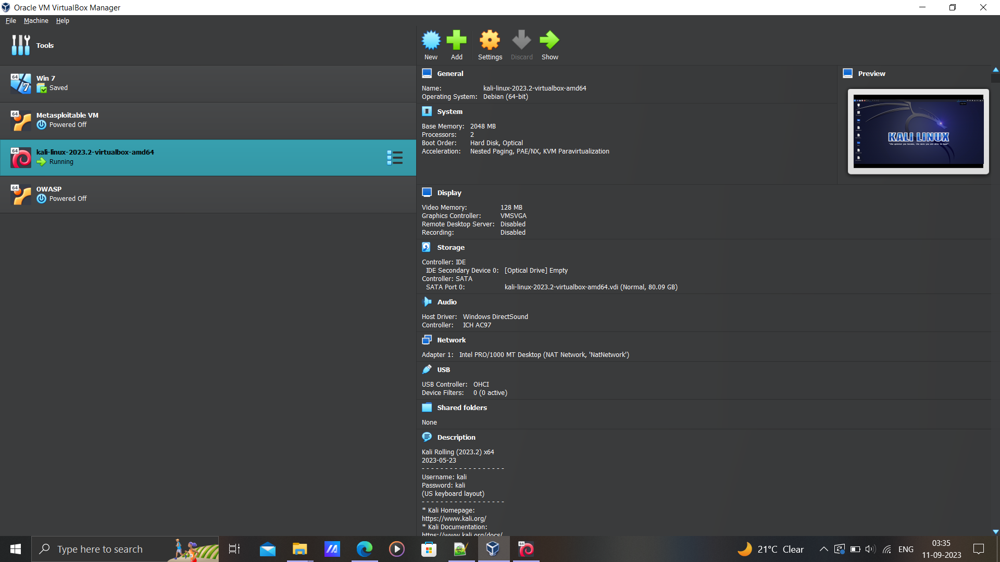 Oracle VM VirtualBox Manager
File Machine Help
Tools
New Add Settings Discard Show
64
Win 7
Saved
64
Metasploitable VM
Powered Off
64
kali-linux-2023.2-virtualbox-amd64
Running
64
OWASP
Powered Off
General
Name: kali-linux-2023.2-virtualbox-amd64
Operating System: Debian (64-bit)
Preview
KALI LINUX
System
Base Memory: 2048 MB
Processors: 2
Boot Order: Hard Disk, Optical
Acceleration: Nested Paging, PAE/NX, KVM Paravirtualization
Display
Video Memory: 128 MB
Graphics Controller: VMSVGA
Remote Desktop Server: Disabled
Recording: Disabled
Storage
Controller: IDE
IDE Secondary Device 0: [Optical Drive] Empty
Controller: SATA
SATA Port 0: kali-linux-2023.2-virtualbox-amd64.vdi (Normal, 80.09 GB)
Audio
Host Driver: Windows DirectSound
Controller: ICH AC97
Network
Adapter 1: Intel PRO/1000 MT Desktop (NAT Network, 'NatNetwork')
USB
USB Controller: OHCI
Device Filters: 0 (0 active)
Shared folders
None
Description
Kali Rolling (2023.2) x64
2023-05-23
- - - - - - - - - - - - - - - - - -
Username: kali
Password: kali
(US keyboard layout)
- - - - - - - - - - - - - - - - - -
* Kali Homepage:
https://www.kali.org/
* Kali Documentation:
https://www.kali.org/docs/
Type here to search
64
21°C Clear
ENG
03:35
11-09-2023